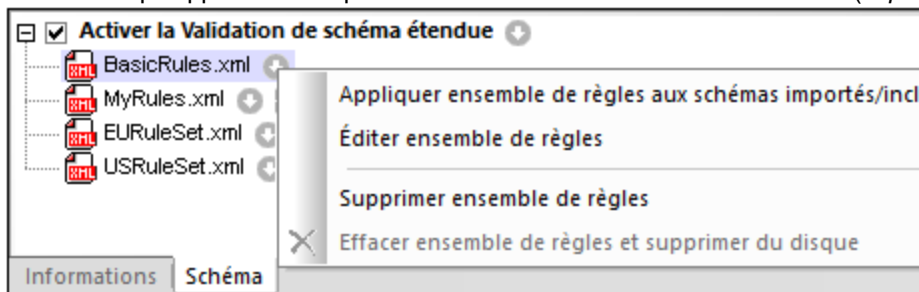 Activer la Validation de schéma étendue
BasicRules.xml
MyRules.xml
EURuleSet.xml
USRuleSet.xml
Appliquer ensemble de règles aux schémas importés/incl
Éditer ensemble de règles
Supprimer ensemble de règles
Effacer ensemble de règles et supprimer du disque
Informations Schéma